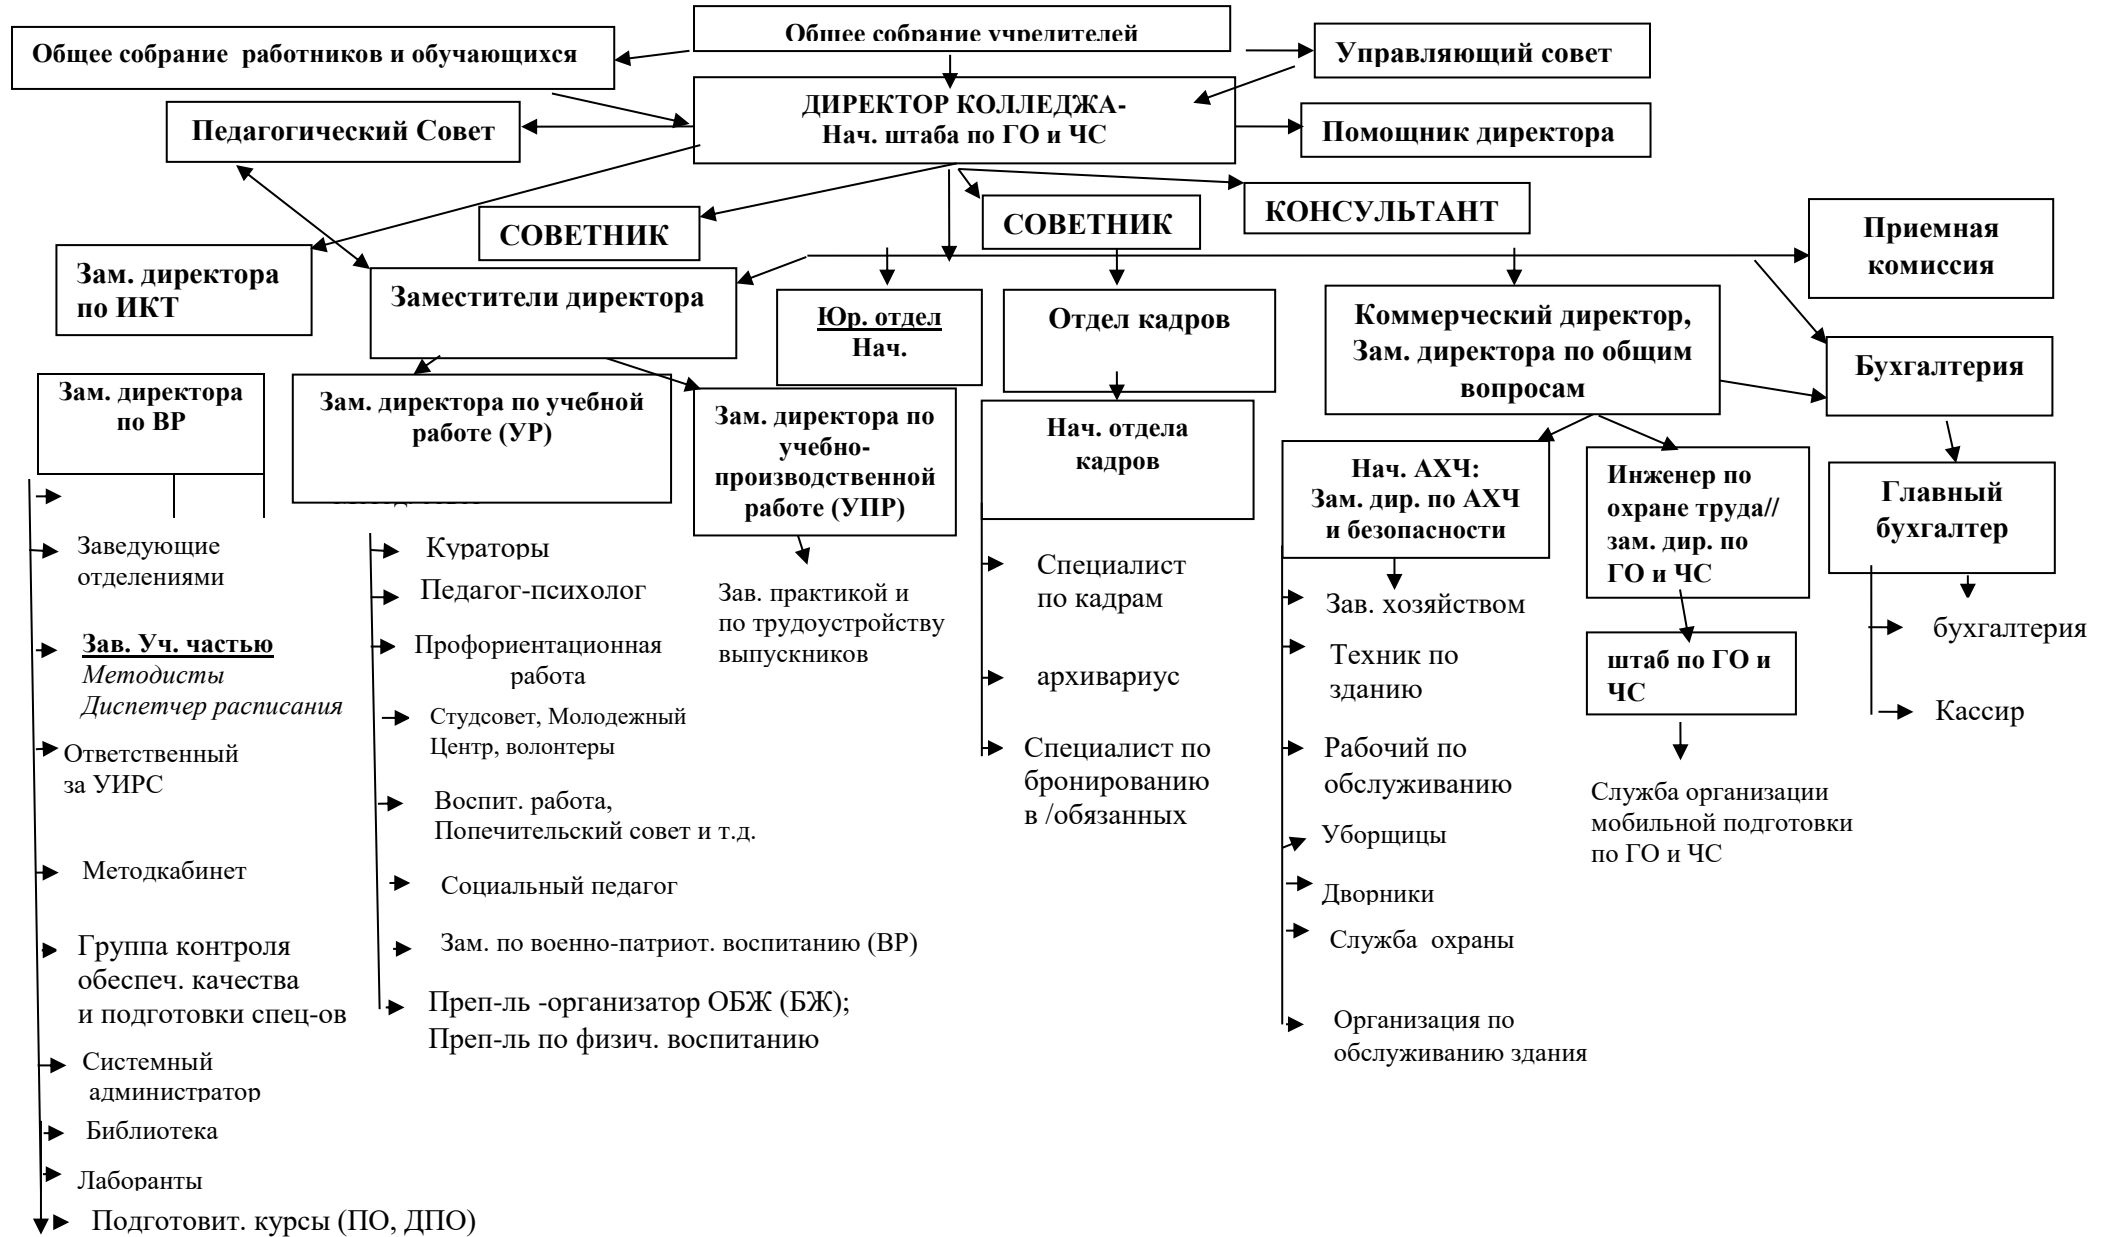 Общее собрание учредителей
Общее собрание работников и обучающихся
Управляющий совет
ДИРЕКТОР КОЛЛЕДЖА-
Нач. штаба по ГО и ЧС
Педагогический Совет
Помощник директора
СОВЕТНИК
СОВЕТНИК
КОНСУЛЬТАНТ
Приемная
комиссия
Зам. директора
по ИКТ
Заместители директора
Юр. отдел
Нач.
Отдел кадров
Коммерческий директор,
Зам. директора по общим
вопросам
Бухгалтерия
Зам. директора
по ВР
Зам. директора по учебной
работе (УР)
Зам. директора по
учебно-
производственной
работе (УПР)
Нач. отдела
кадров
Нач. АХЧ:
Зам. дир. по АХЧ
и безопасности
Инженер по
охране труда//
зам. дир. по
ГО и ЧС
Главный
бухгалтер
Заведующие
отделениями
Зав. Уч. частью
Методисты
Диспетчер расписания
Ответственный
за УИРС
Методкабинет
Группа контроля
обеспеч. качества
и подготовки спец-ов
Системный
администратор
Библиотека
Лаборанты
Подготовит. курсы (ПО, ДПО)
Кураторы
Педагог-психолог
Профориентационная
работа
Студсовет, Молодежный
Центр, волонтеры
Воспит. работа,
Попечительский совет и т.д.
Социальный педагог
Зам. по военно-патриот. воспитанию (ВР)
Преп-ль -организатор ОБЖ (БЖ);
Преп-ль по физич. воспитанию
Зав. практикой и
по трудоустройству
выпускников
Специалист
по кадрам
архивариус
Специалист по
бронированию
в /обязанных
Зав. хозяйством
Техник по
зданию
Рабочий по
обслуживанию
Уборщицы
Дворники
Служба охраны
Организация по
обслуживанию здания
штаб по ГО и
ЧС
Служба организации
мобильной подготовки
по ГО и ЧС
бухгалтерия
Кассир